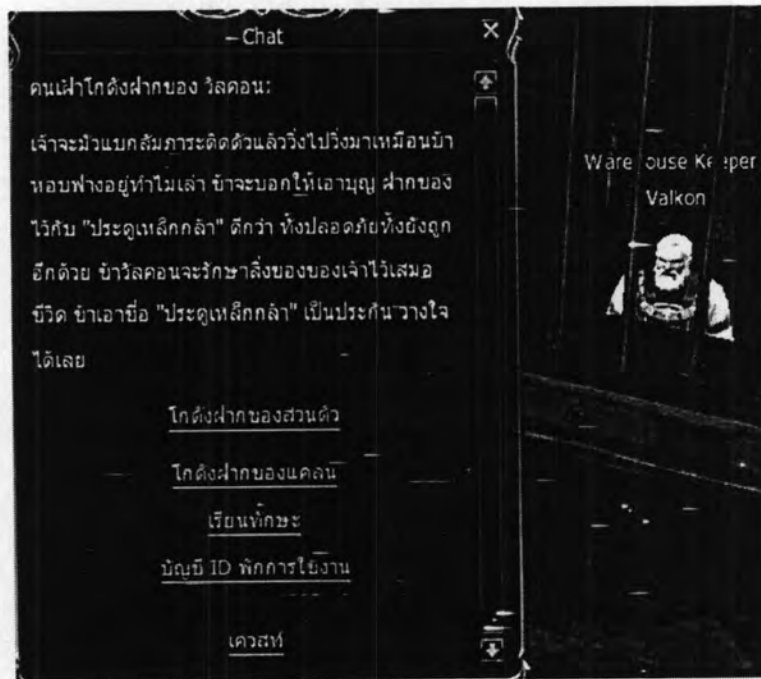 Chat
คนเฝ้าโกดังฝากของ วัลคอน:
เจ้าจะมัวแบกสัมภาระติดตัวแล้ววิ่งไปวิ่งมาเหมือนบ้า
หอบฟางอยู่ทำไมเล่า ข้าจะบอกให้เอาบุญ ฝากของ
ไว้กับ "ประตูเหล็กกล้า" ดีกว่า ทั้งปลอดภัยทั้งยังถูก
อีกด้วย ข้าวัลคอนจะรักษาสิ่งของของเจ้าไว้เสมอ
ชีวิต ข้าเอาชื่อ "ประตูเหล็กกล้า" เป็นประกัน วางใจ
ได้เลย
โกดังฝากของส่วนตัว
โกดังฝากของแคลน
เรียนทักษะ
บัญชี ID พักการใช้งาน
เควสท์
Warehouse Keeper
Valkon